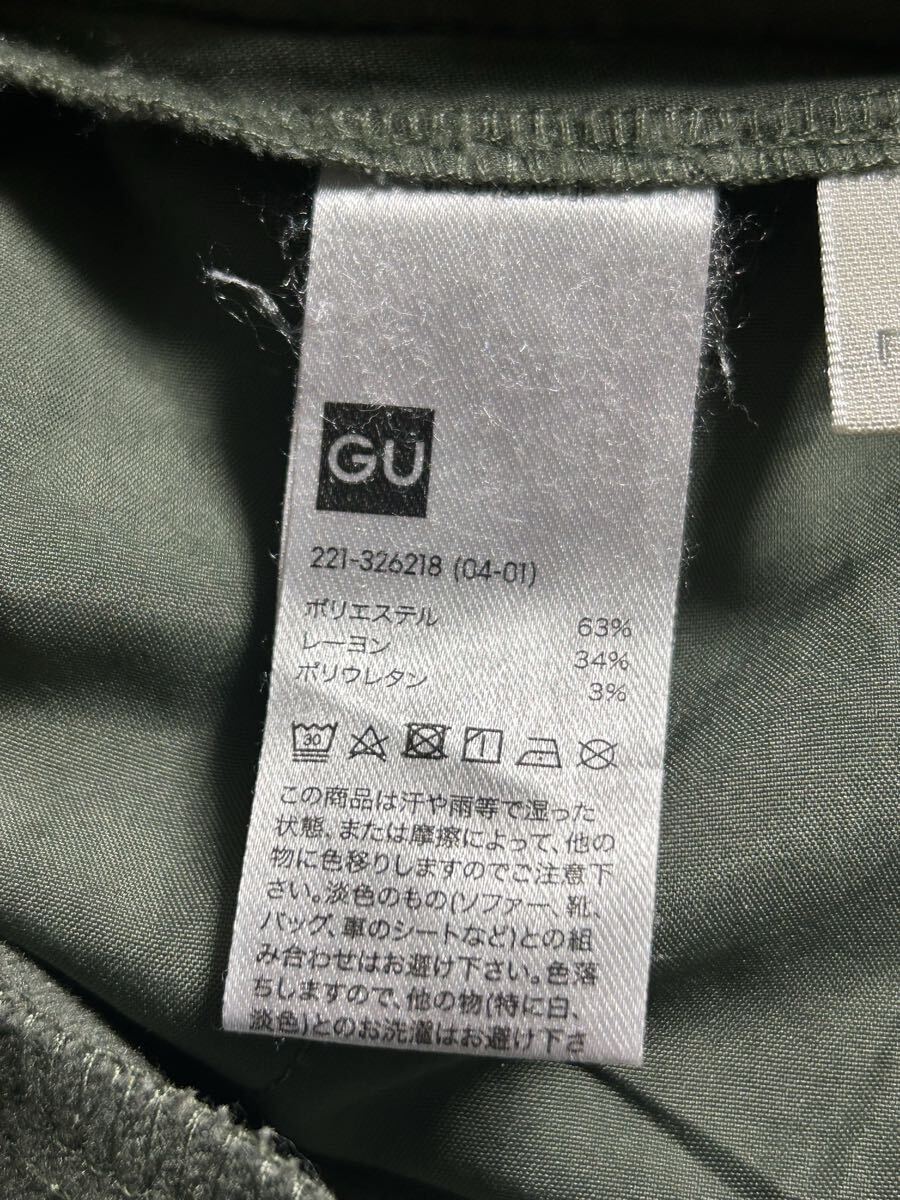 GU
221-326218 (04-01)
ポリエステル 63%
レーヨン 34%
ポリウレタン 3%
30
この商品は汗や雨等で湿った
状態、または摩擦によって、他の
物に色移りしますのでご注意下
さい。淡色のもの(ソファー、靴、
バッグ、車のシートなど)との組
み合わせはお避け下さい。色落
ちしますので、他の物(特に白、
淡色)とのお洗濯はお避け下さ